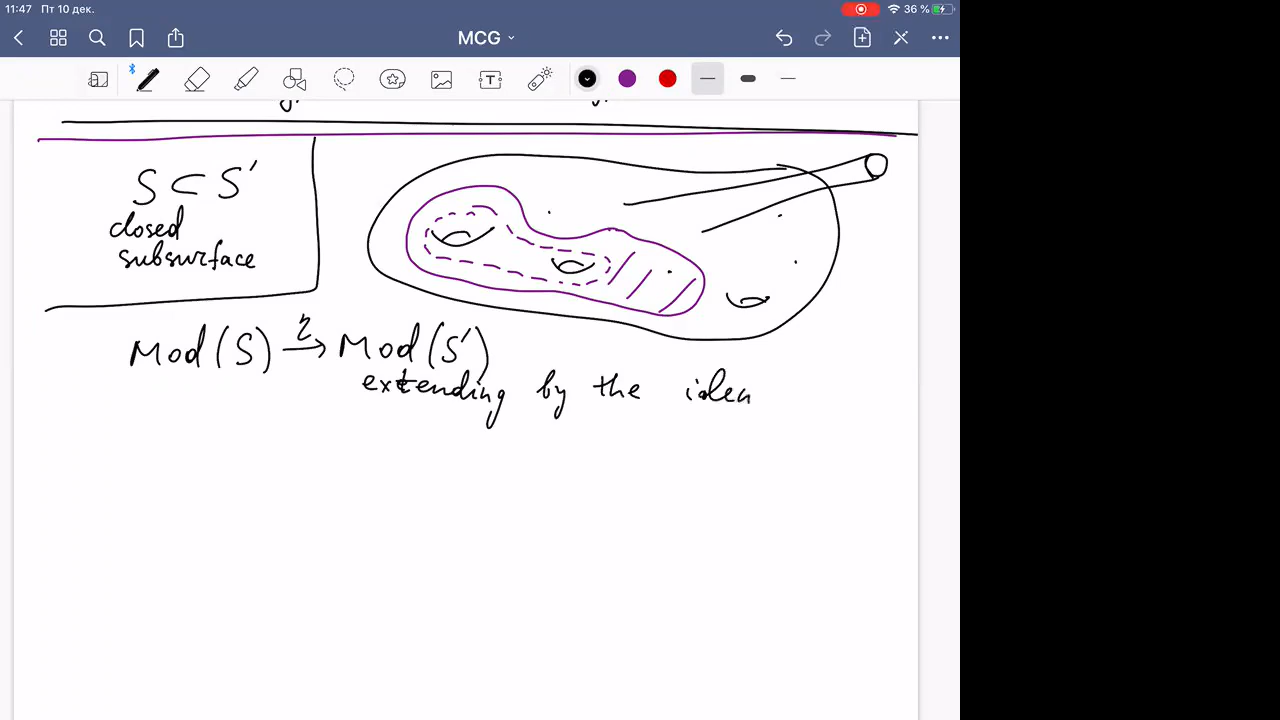 11:47 Пт 10 дек.
36 %
MCG
T
S ⊂ S'
closed
subsurface
Mod(S) → Mod(S')
extending by the idea